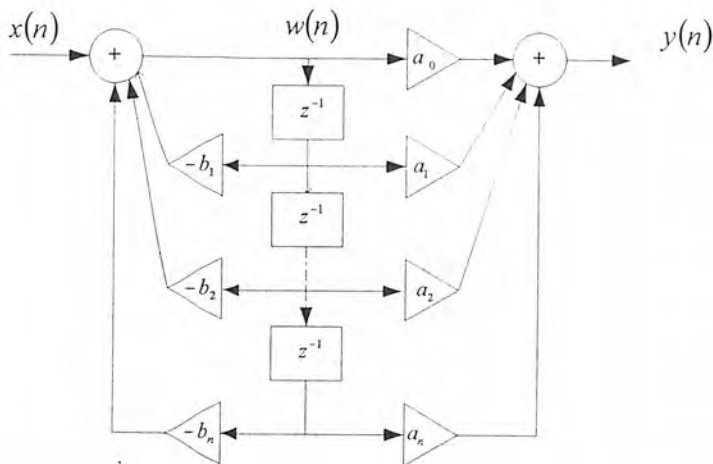 x(n) w(n) y(n)
+ a₀ +
z⁻¹
-b₁ a₁
z⁻¹
-b₂ a₂
z⁻¹
-bₙ aₙ